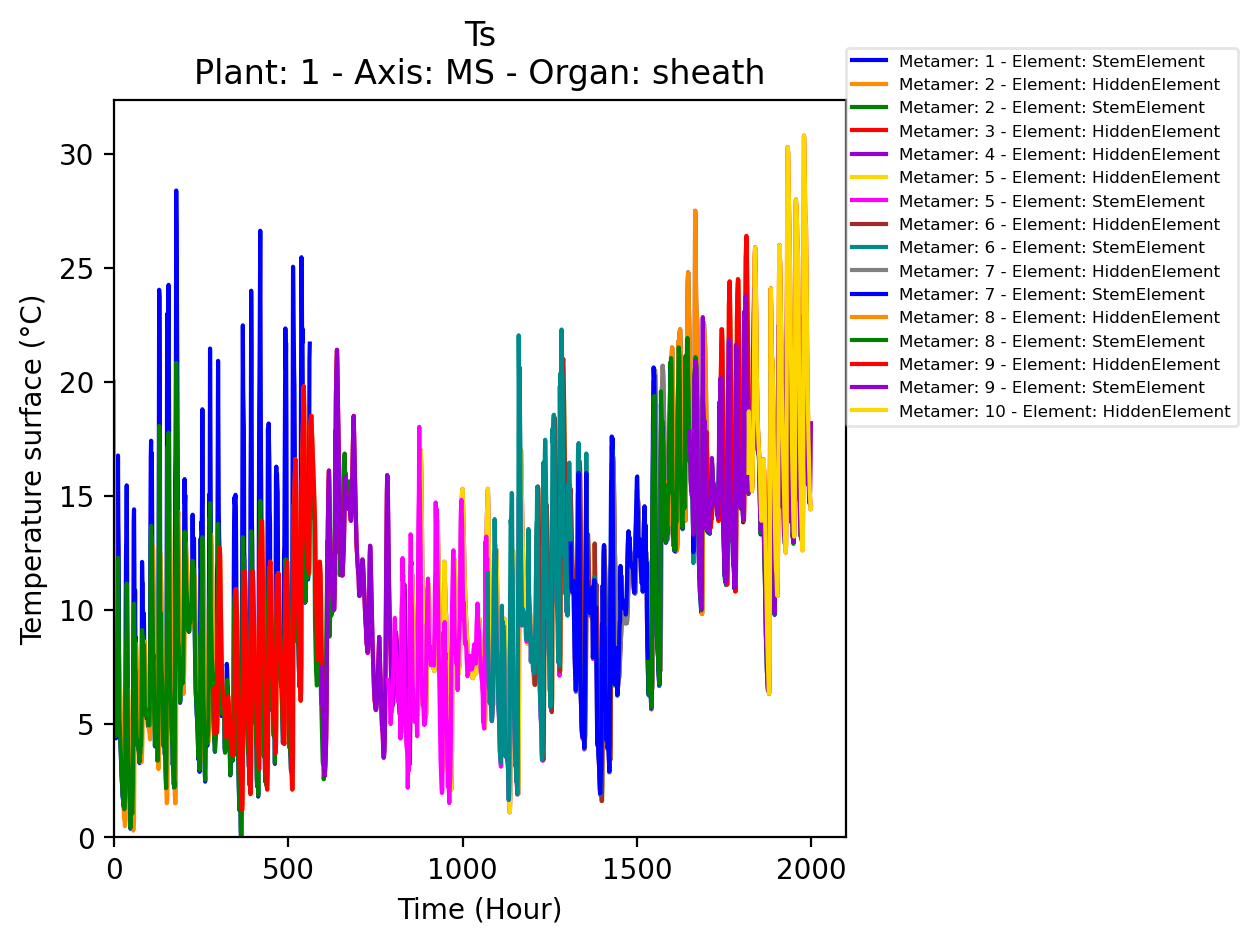 Ts
Plant: 1 - Axis: MS - Organ: sheath
Metamer: 1 - Element: StemElement
Metamer: 2 - Element: HiddenElement
Metamer: 2 - Element: StemElement
Metamer: 3 - Element: HiddenElement
Metamer: 4 - Element: HiddenElement
Metamer: 5 - Element: HiddenElement
Metamer: 5 - Element: StemElement
Metamer: 6 - Element: HiddenElement
Metamer: 6 - Element: StemElement
Metamer: 7 - Element: HiddenElement
Metamer: 7 - Element: StemElement
Metamer: 8 - Element: HiddenElement
Metamer: 8 - Element: StemElement
Metamer: 9 - Element: HiddenElement
Metamer: 9 - Element: StemElement
Metamer: 10 - Element: HiddenElement
Temperature surface (°C)
30
25
20
15
10
5
0
0 500 1000 1500 2000
Time (Hour)